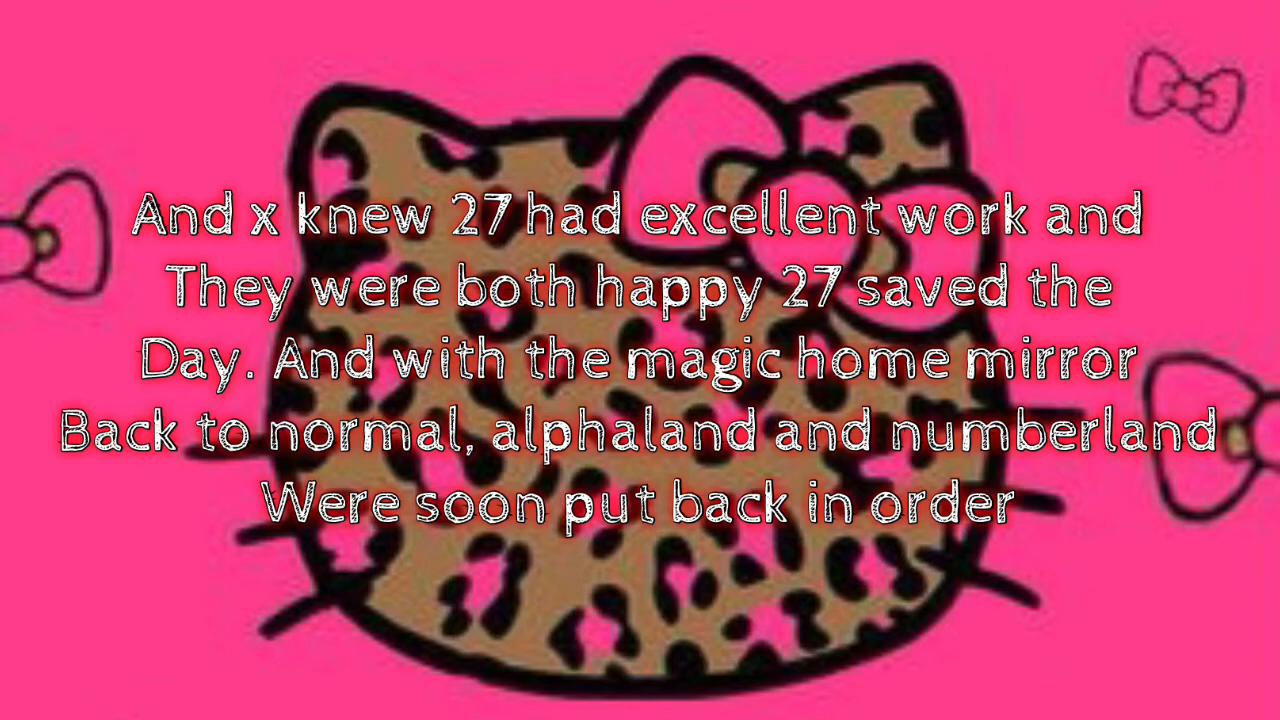 And x knew 27 had excellent work and
They were both happy 27 saved the
Day. And with the magic home mirror
Back to normal, alphaland and numberland
Were soon put back in order